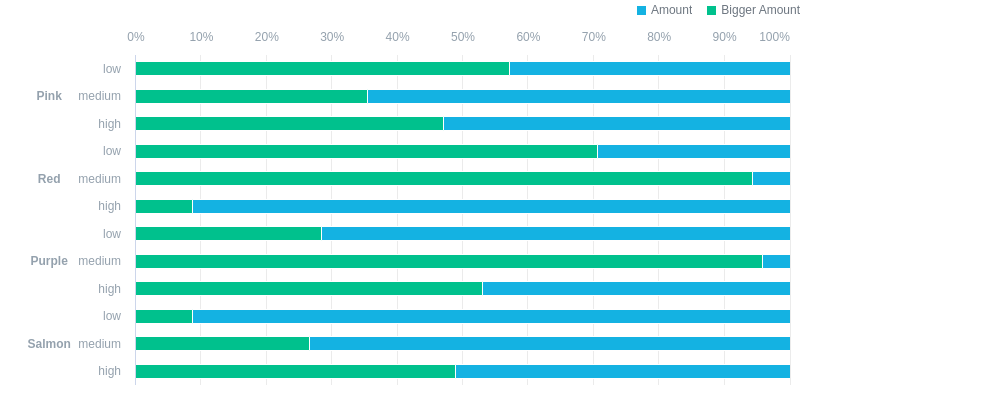 Amount Bigger Amount
0% 10% 20% 30% 40% 50% 60% 70% 80% 90% 100%
low
Pink medium
high
low
Red medium
high
low
Purple medium
high
low
Salmon medium
high